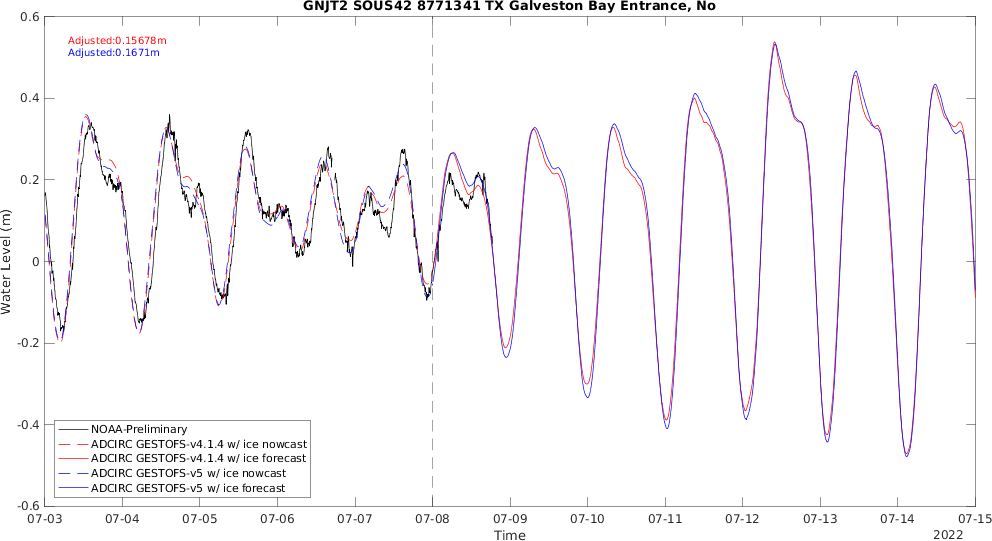 GNJT2 SOUS42 8771341 TX Galveston Bay Entrance, No
Adjusted:0.15678m
Adjusted:0.1671m
0.6
0.4
0.2
0
-0.2
-0.4
-0.6
Water Level (m)
NOAA-Preliminary
ADCIRC GESTOFS-v4.1.4 w/ ice nowcast
ADCIRC GESTOFS-v4.1.4 w/ ice forecast
ADCIRC GESTOFS-v5 w/ ice nowcast
ADCIRC GESTOFS-v5 w/ ice forecast
07-03 07-04 07-05 07-06 07-07 07-08 07-09 07-10 07-11 07-12 07-13 07-14 07-15
Time
2022